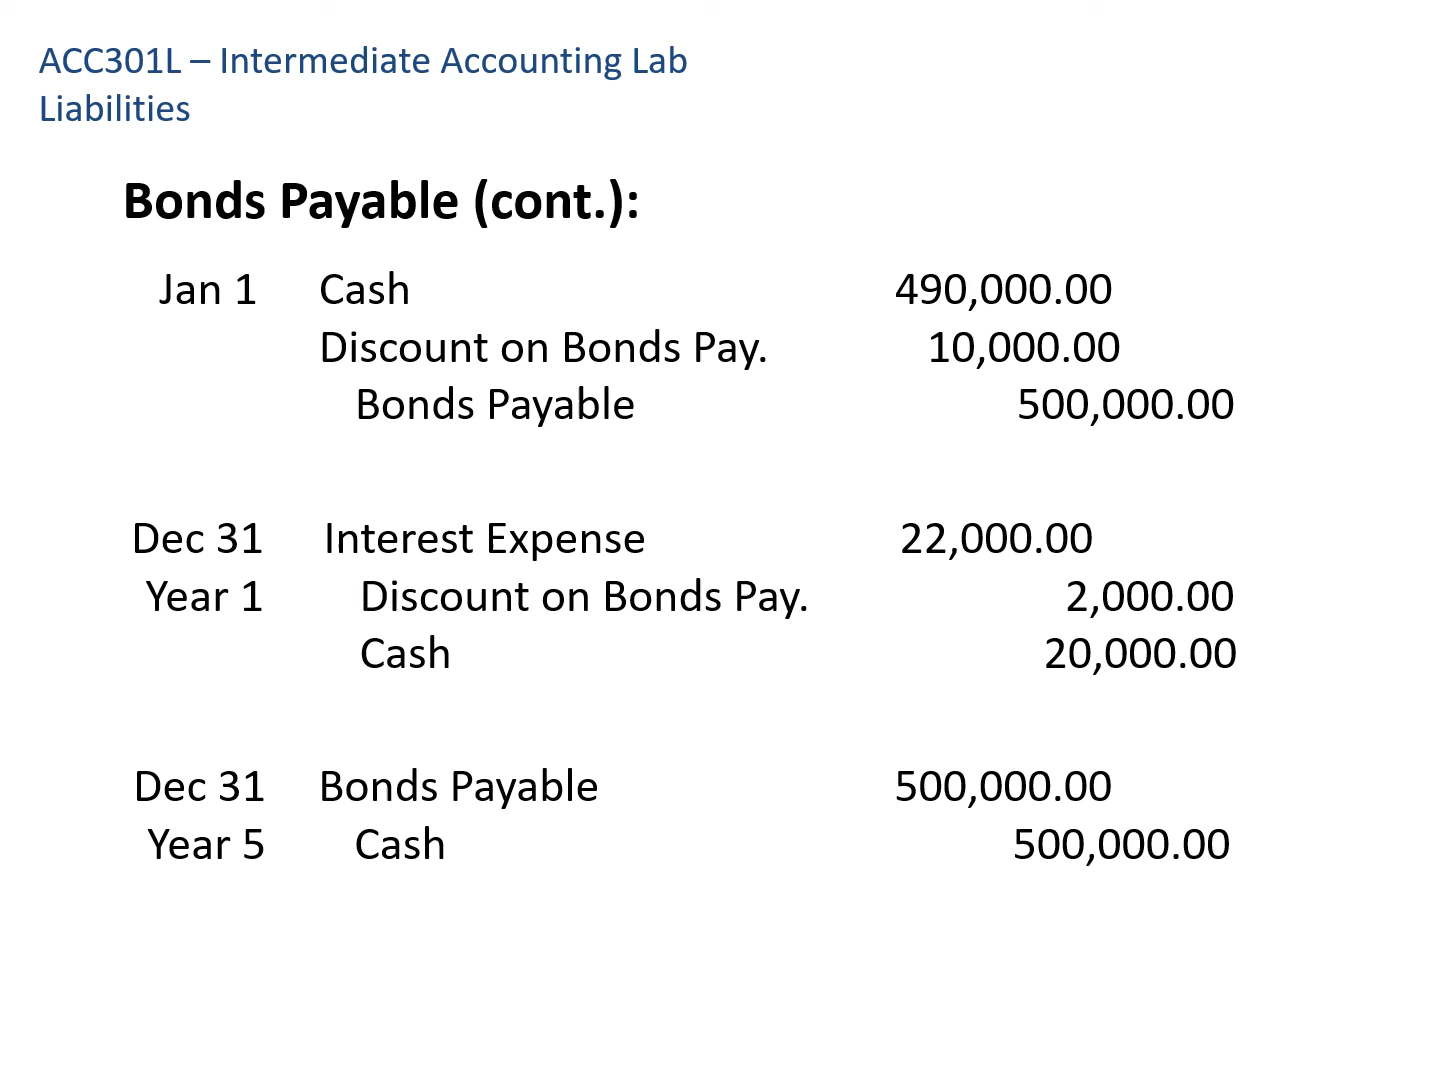 ACC301L – Intermediate Accounting Lab
Liabilities
Bonds Payable (cont.):
Jan 1 Cash 490,000.00
Discount on Bonds Pay. 10,000.00
Bonds Payable 500,000.00
Dec 31 Interest Expense 22,000.00
Year 1 Discount on Bonds Pay. 2,000.00
Cash 20,000.00
Dec 31 Bonds Payable 500,000.00
Year 5 Cash 500,000.00